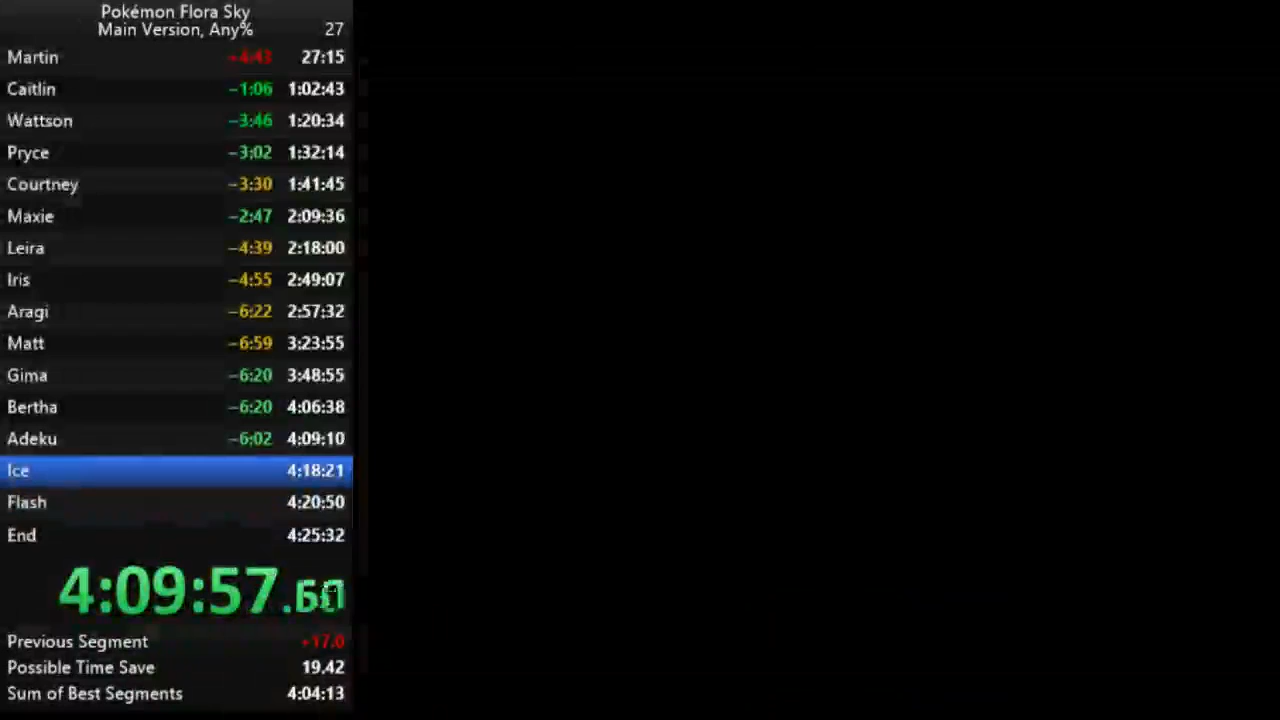 Pokémon Flora Sky
Main Version, Any% 27
Martin +4:43 27:15
Caitlin −1:06 1:02:43
Wattson −3:46 1:20:34
Pryce −3:02 1:32:14
Courtney −3:30 1:41:45
Maxie −2:47 2:09:36
Leira −4:39 2:18:00
Iris −4:55 2:49:07
Aragi −6:22 2:57:32
Matt −6:59 3:23:55
Gima −6:20 3:48:55
Bertha −6:20 4:06:38
Adeku −6:02 4:09:10
Ice 4:18:21
Flash 4:20:50
End 4:25:32
4:09:57
Previous Segment +17.0
Possible Time Save 19.42
Sum of Best Segments 4:04:13